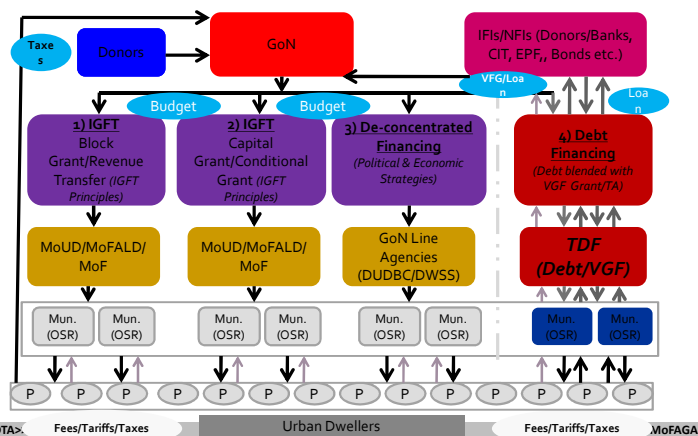 Taxe
s
Donors
GoN
IFIs/NFIs (Donors/Banks,
CIT, EPF,, Bonds etc.)
VFG/Loa
n
Loa
n
Budget
Budget
1) IGFT
Block
Grant/Revenue
Transfer (IGFT
Principles)
2) IGFT
Capital
Grant/Conditional
Grant (IGFT
Principles)
3) De-concentrated
Financing
(Political & Economic
Strategies)
4) Debt
Financing
(Debt blended with
VGF Grant/TA)
MoUD/MoFALD/
MoF
MoUD/MoFALD/
MoF
GoN Line
Agencies
(DUDBC/DWSS)
TDF
(Debt/VGF)
Mun.
(OSR)
Mun.
(OSR)
Mun.
(OSR)
Mun.
(OSR)
Mun.
(OSR)
Mun.
(OSR)
Mun.
(OSR)
Mun.
(OSR)
P P P P P P P P P P P P P P
OTA>. Fees/Tariffs/Taxes Urban Dwellers Fees/Tariffs/Taxes MoFAGA